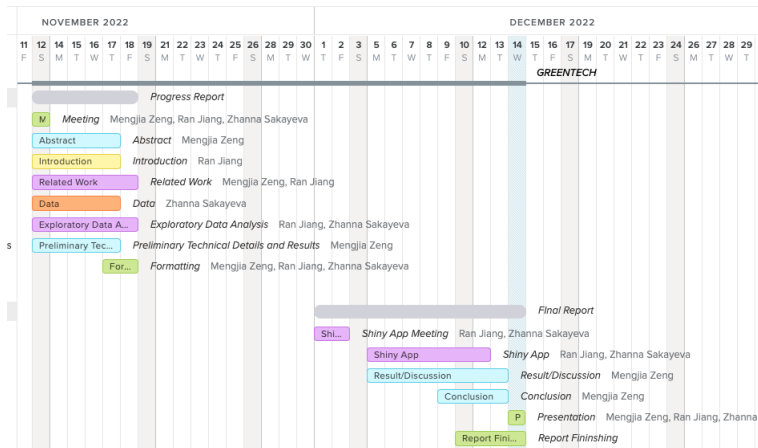 NOVEMBER 2022 DECEMBER 2022
11 12 14 15 16 17 18 19 21 22 23 24 25 26 28 29 30 1 2 3 5 6 7 8 9 10 12 13 14 15 16 17 19 20 21 22 23 24 26 27 28 29
F S M T W T F S M T W T F S M T W T F S M T W T F S M T W T F S M T W T F S M T W T
GREENTECH
Progress Report
M Meeting Mengjia Zeng, Ran Jiang, Zhanna Sakayeva
Abstract Abstract Mengjia Zeng
Introduction Introduction Ran Jiang
Related Work Related Work Mengjia Zeng, Ran Jiang
Data Data Zhanna Sakayeva
Exploratory Data A... Exploratory Data Analysis Ran Jiang, Zhanna Sakayeva
s Preliminary Tec... Preliminary Technical Details and Results Mengjia Zeng
For... Formatting Mengjia Zeng, Ran Jiang, Zhanna Sakayeva
FInal Report
Shi... Shiny App Meeting Ran Jiang, Zhanna Sakayeva
Shiny App Shiny App Ran Jiang, Zhanna Sakayeva
Result/Discussion Result/Discussion Mengjia Zeng
Conclusion Conclusion Mengjia Zeng
P Presentation Mengjia Zeng, Ran Jiang, Zhanna
Report Fini... Report Fininshing